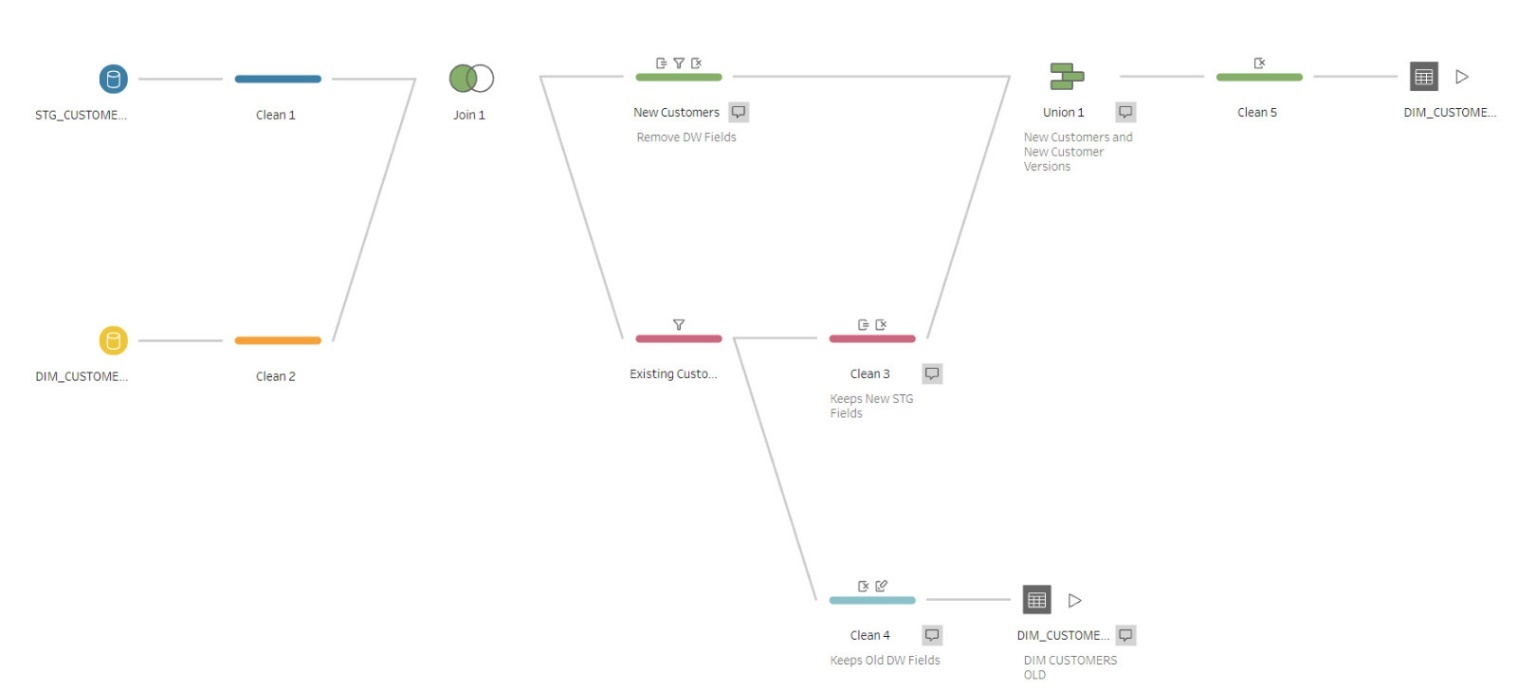 STG_CUSTOME...
Clean 1
Join 1
New Customers
Remove DW Fields
Union 1
New Customers and
New Customer
Versions
Clean 5
DIM_CUSTOME...
DIM_CUSTOME...
Clean 2
Existing Custo...
Clean 3
Keeps New STG
Fields
Clean 4
Keeps Old DW Fields
DIM_CUSTOME...
DIM CUSTOMERS
OLD